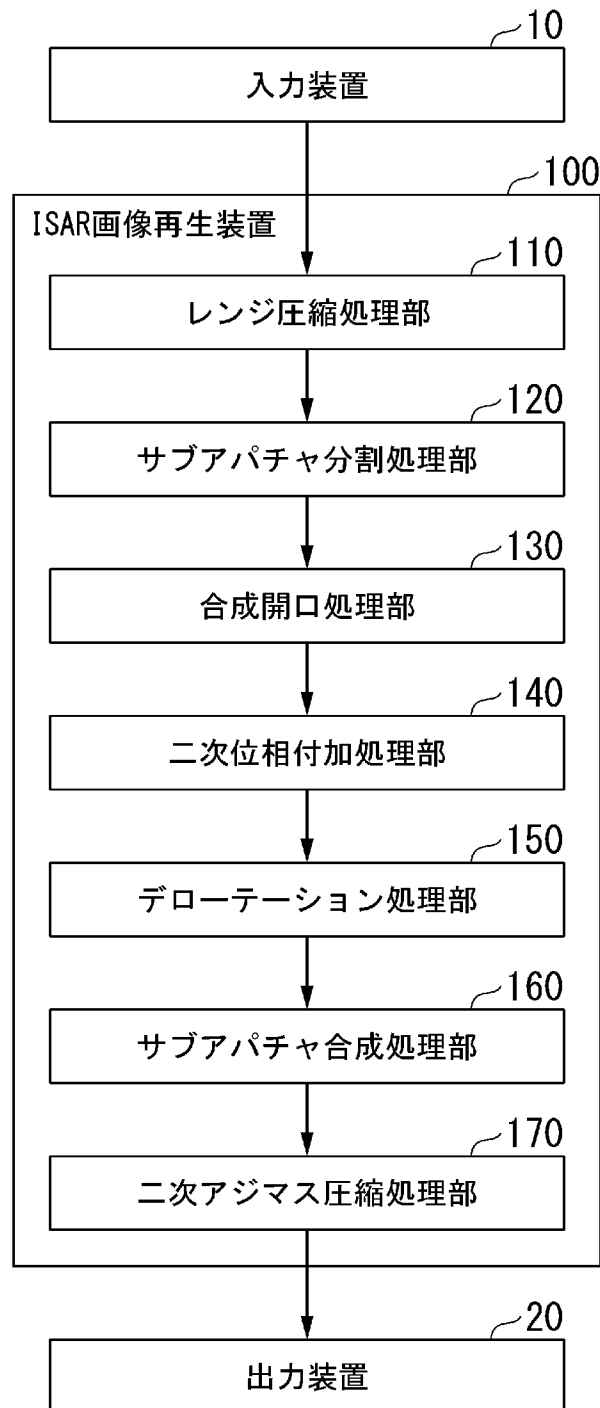 10
入力装置
100
ISAR画像再生装置
110
レンジ圧縮処理部
120
サブアパチャ分割処理部
130
合成開口処理部
140
二次位相付加処理部
150
デローテーション処理部
160
サブアパチャ合成処理部
170
二次アジマス圧縮処理部
20
出力装置